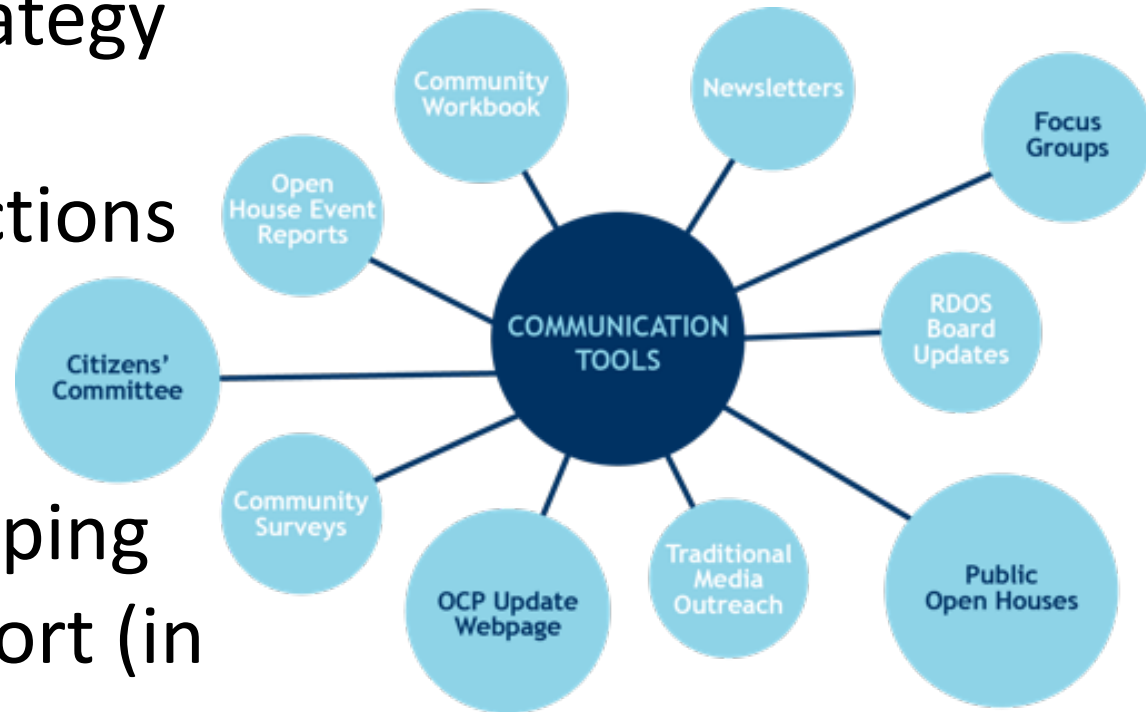 ategy
ctions
ping
ort (in
Community
Workbook
Newsletters
Focus
Groups
Open
House Event
Reports
RDOS
Board
Updates
COMMUNICATION
TOOLS
Citizens’
Committee
Community
Surveys
OCP Update
Webpage
Traditional
Media
Outreach
Public
Open Houses